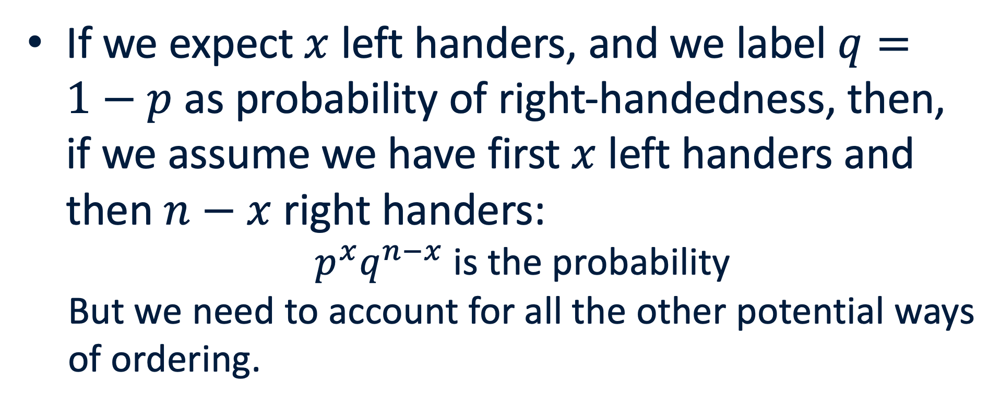 • If we expect x left handers, and we label q =
1 − p as probability of right-handedness, then,
if we assume we have first x left handers and
then n − x right handers:
pˣqⁿ⁻ˣ is the probability
But we need to account for all the other potential ways
of ordering.